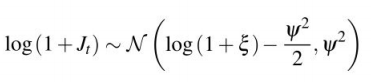 log(1 + J_t) ∼ 𝒩(log(1 + ξ) − ψ²/2, ψ²)